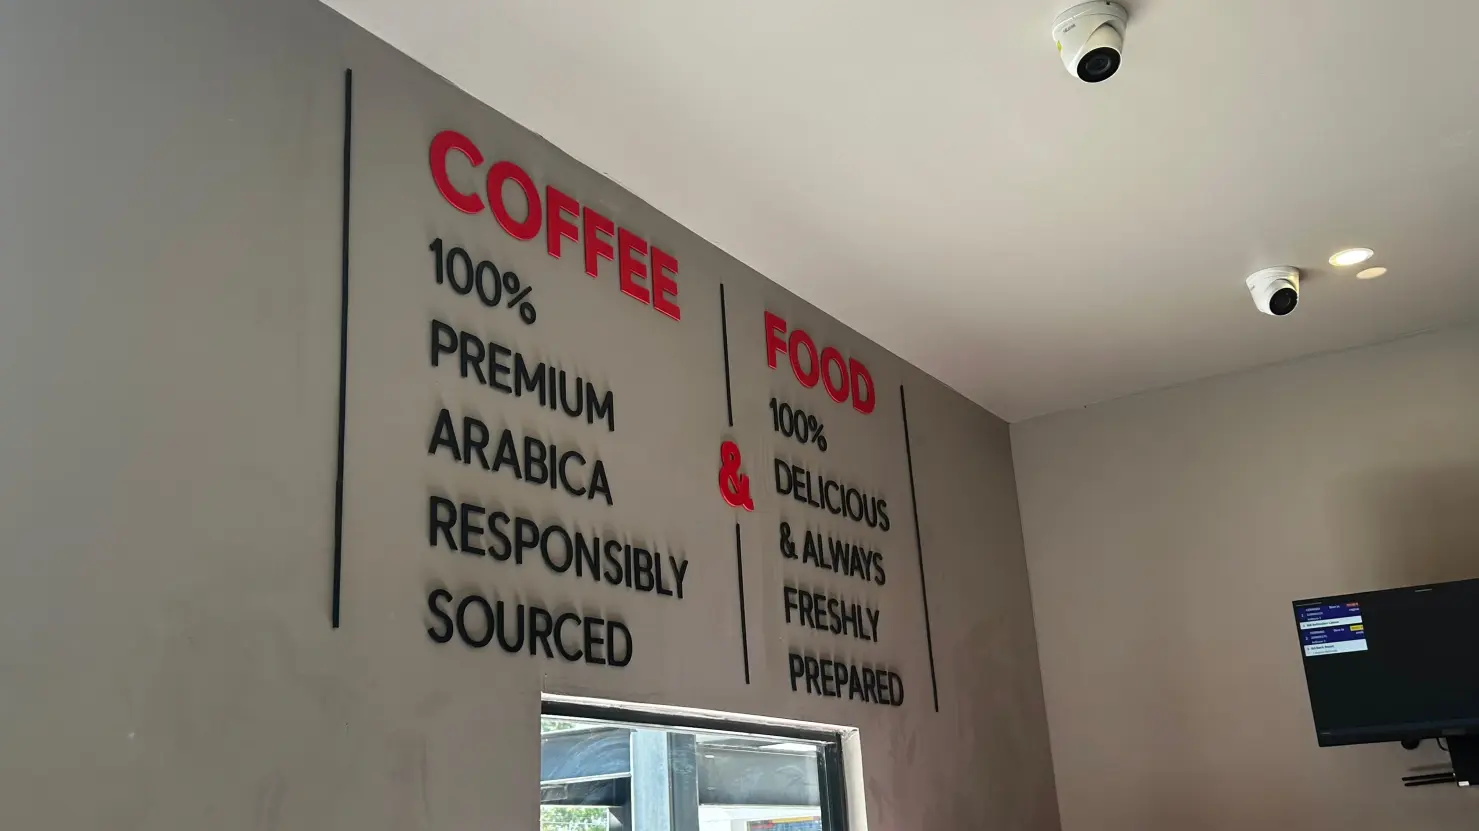 COFFEE
100%
PREMIUM
ARABICA
RESPONSIBLY
SOURCED
&
FOOD
100%
DELICIOUS
& ALWAYS
FRESHLY
PREPARED